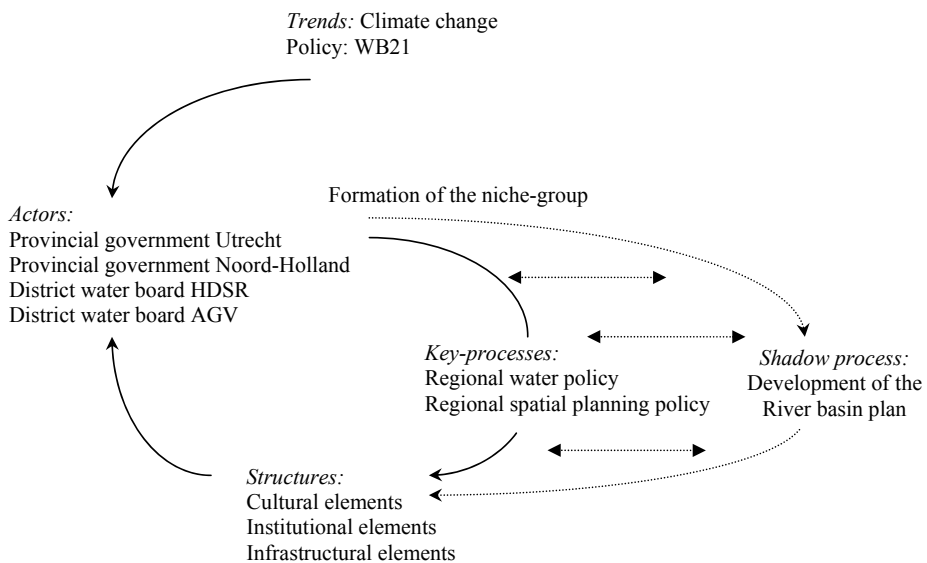 Trends: Climate change
Policy: WB21
Formation of the niche-group
Actors:
Provincial government Utrecht
Provincial government Noord-Holland
District water board HDSR
District water board AGV
Key-processes:
Regional water policy
Regional spatial planning policy
Shadow process:
Development of the
River basin plan
Structures:
Cultural elements
Institutional elements
Infrastructural elements